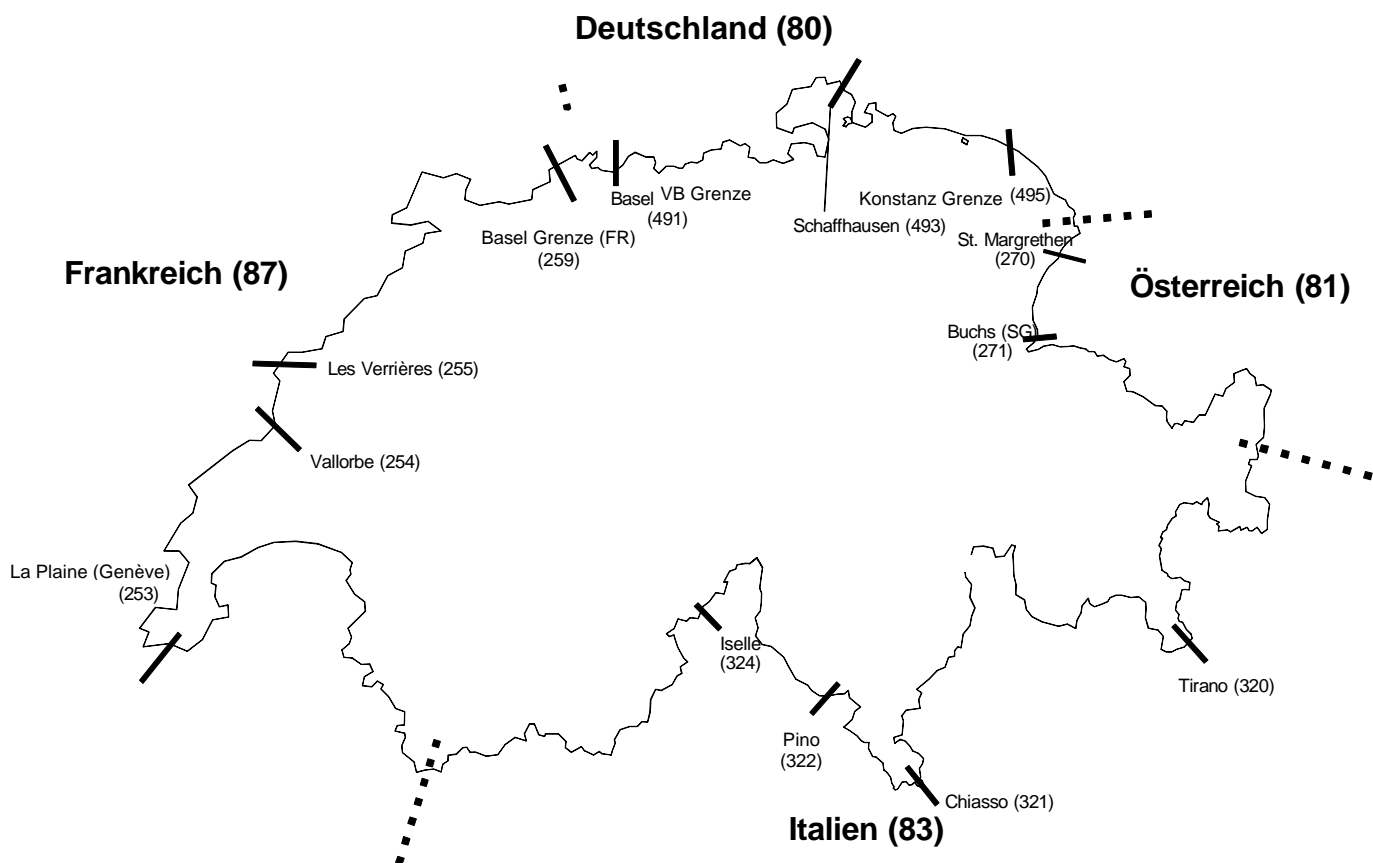 Deutschland (80)
Basel VB Grenze
(491)
Konstanz Grenze (495)
Schaffhausen (493)
Basel Grenze (FR)
(259)
St. Margrethen
(270)
Frankreich (87)
Österreich (81)
Buchs (SG)
(271)
Les Verrières (255)
Vallorbe (254)
La Plaine (Genève)
(253)
Iselle
(324)
Tirano (320)
Pino
(322)
Chiasso (321)
Italien (83)